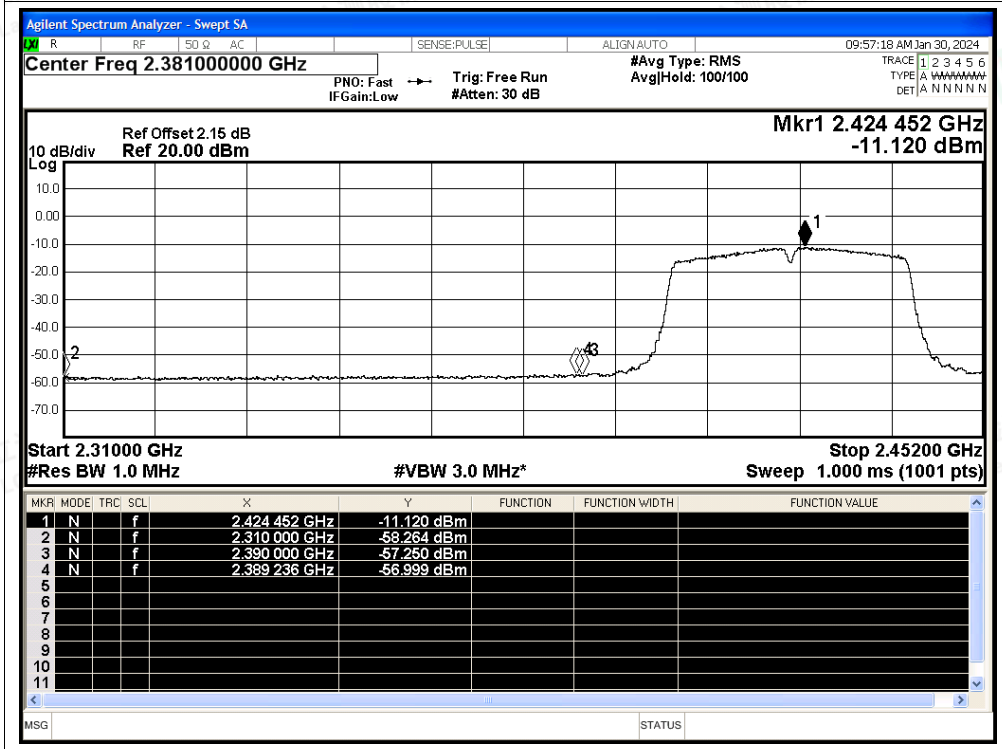 Agilent Spectrum Analyzer - Swept SA
LXI R RF 50 Ω AC SENSE:PULSE ALIGN AUTO 09:57:18 AM Jan 30, 2024
Center Freq 2.381000000 GHz #Avg Type: RMS TRACE 1 2 3 4 5 6
PNO: Fast Trig: Free Run Avg|Hold: 100/100 TYPE A WWWWW
IFGain:Low #Atten: 30 dB DET A N N N N N
Mkr1 2.424 452 GHz
Ref Offset 2.15 dB
10 dB/div Ref 20.00 dBm -11.120 dBm
Log
10.0
0.00
-10.0
-20.0
-30.0
-40.0
-50.0
-60.0
-70.0
1
2
4 3
Start 2.31000 GHz Stop 2.45200 GHz
#Res BW 1.0 MHz #VBW 3.0 MHz* Sweep 1.000 ms (1001 pts)
MKR MODE TRC SCL X Y FUNCTION FUNCTION WIDTH FUNCTION VALUE
1 N f 2.424 452 GHz -11.120 dBm
2 N f 2.310 000 GHz -58.264 dBm
3 N f 2.390 000 GHz -57.250 dBm
4 N f 2.389 236 GHz -56.999 dBm
5
6
7
8
9
10
11
MSG STATUS